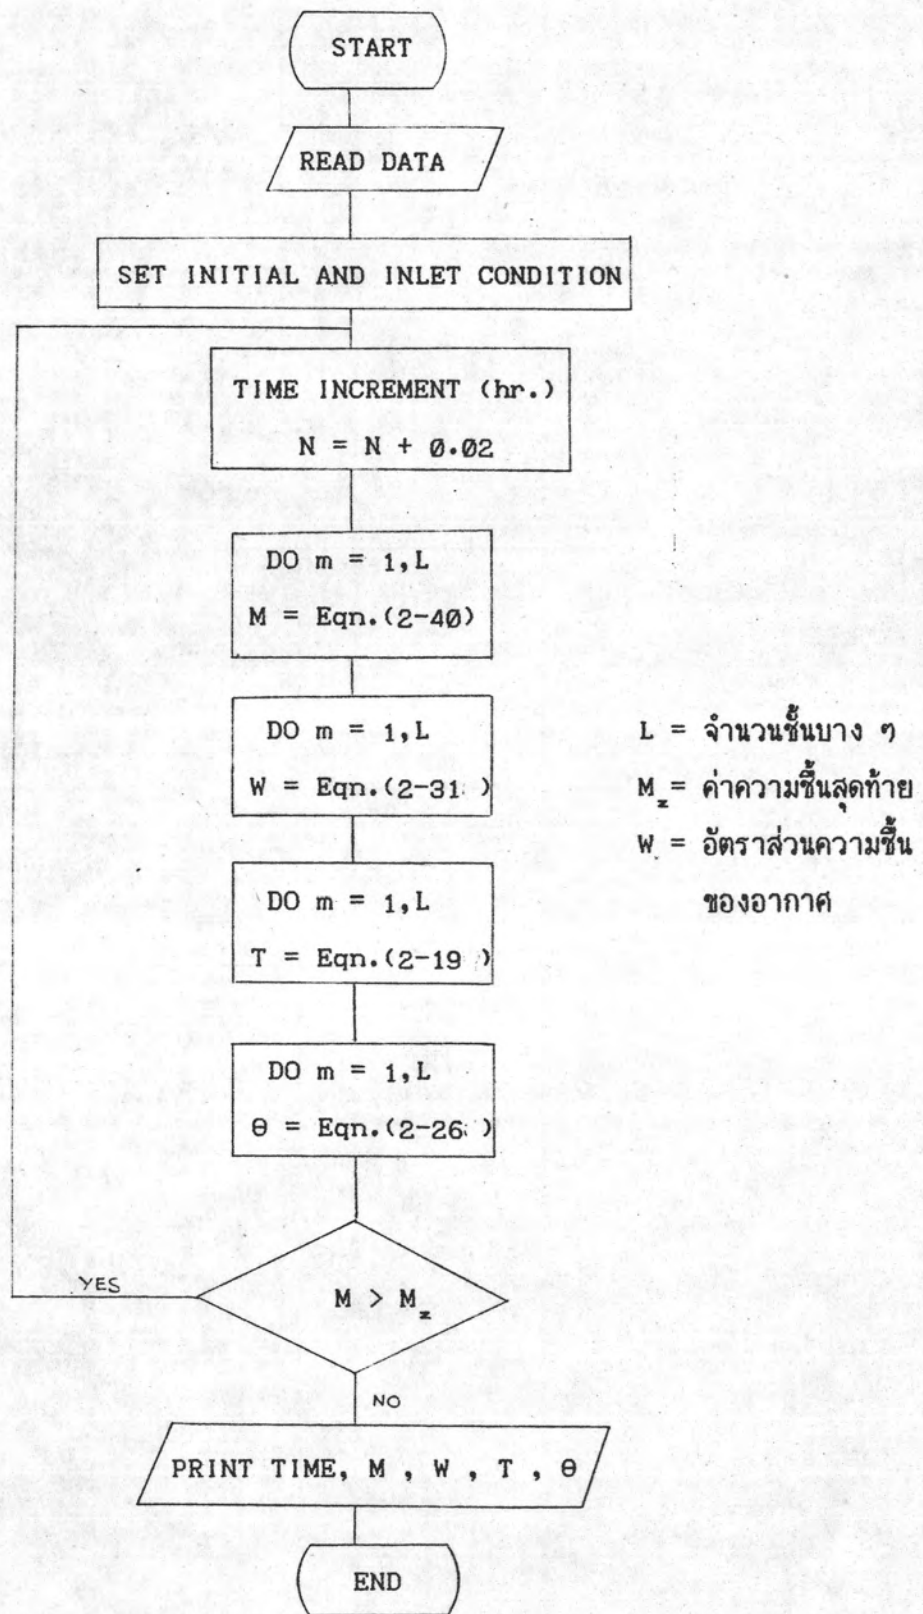 START
READ DATA
SET INITIAL AND INLET CONDITION
TIME INCREMENT (hr.)
N = N + 0.02
DO m = 1,L
M = Eqn.(2-40)
DO m = 1,L
W = Eqn.(2-31 )
DO m = 1,L
T = Eqn.(2-19 )
DO m = 1,L
θ = Eqn.(2-26 )
L = จำนวนชั้นบาง ๆ
M_z = ค่าความชื้นสุดท้าย
W = อัตราส่วนความชื้น
ของอากาศ
YES
M > M_z
NO
PRINT TIME, M , W , T , θ
END